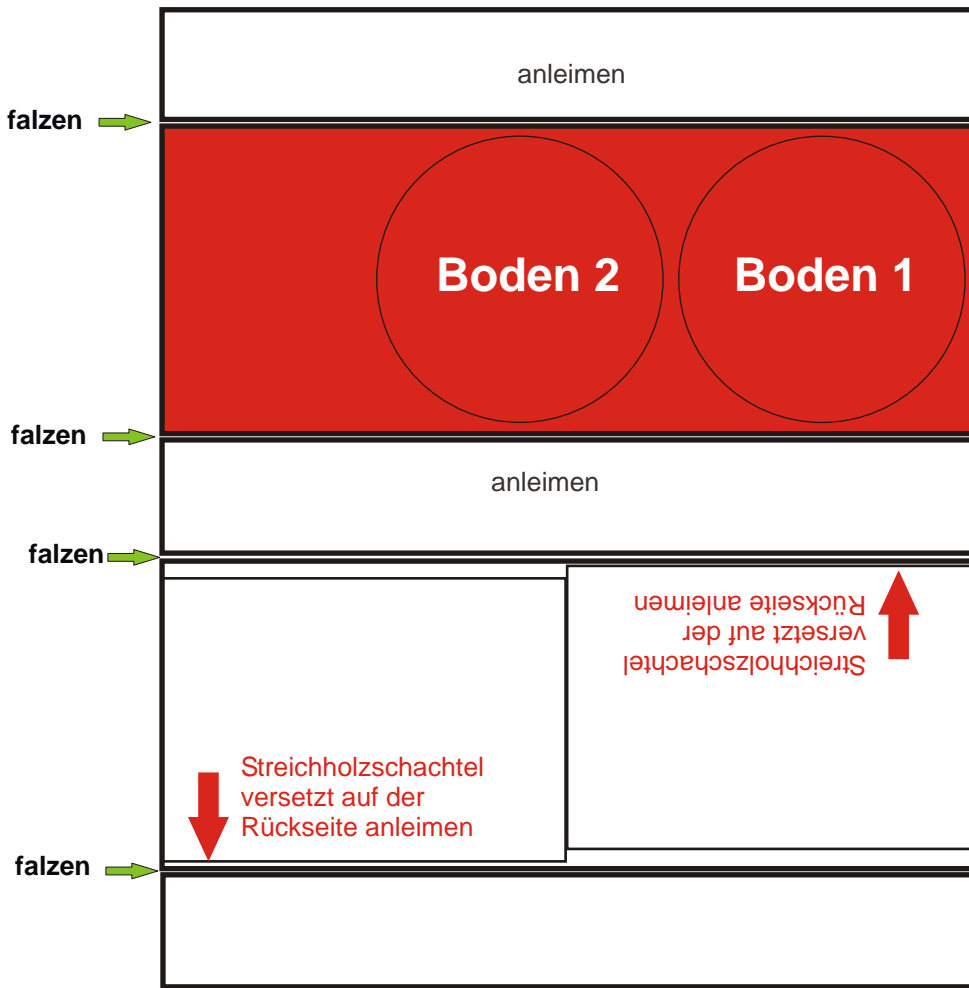 anleimen
falzen
Boden 2
Boden 1
falzen
anleimen
falzen
Streichholzschachtel
versetzt auf der
Rückseite anleimen
Streichholzschachtel
versetzt auf der
Rückseite anleimen
falzen